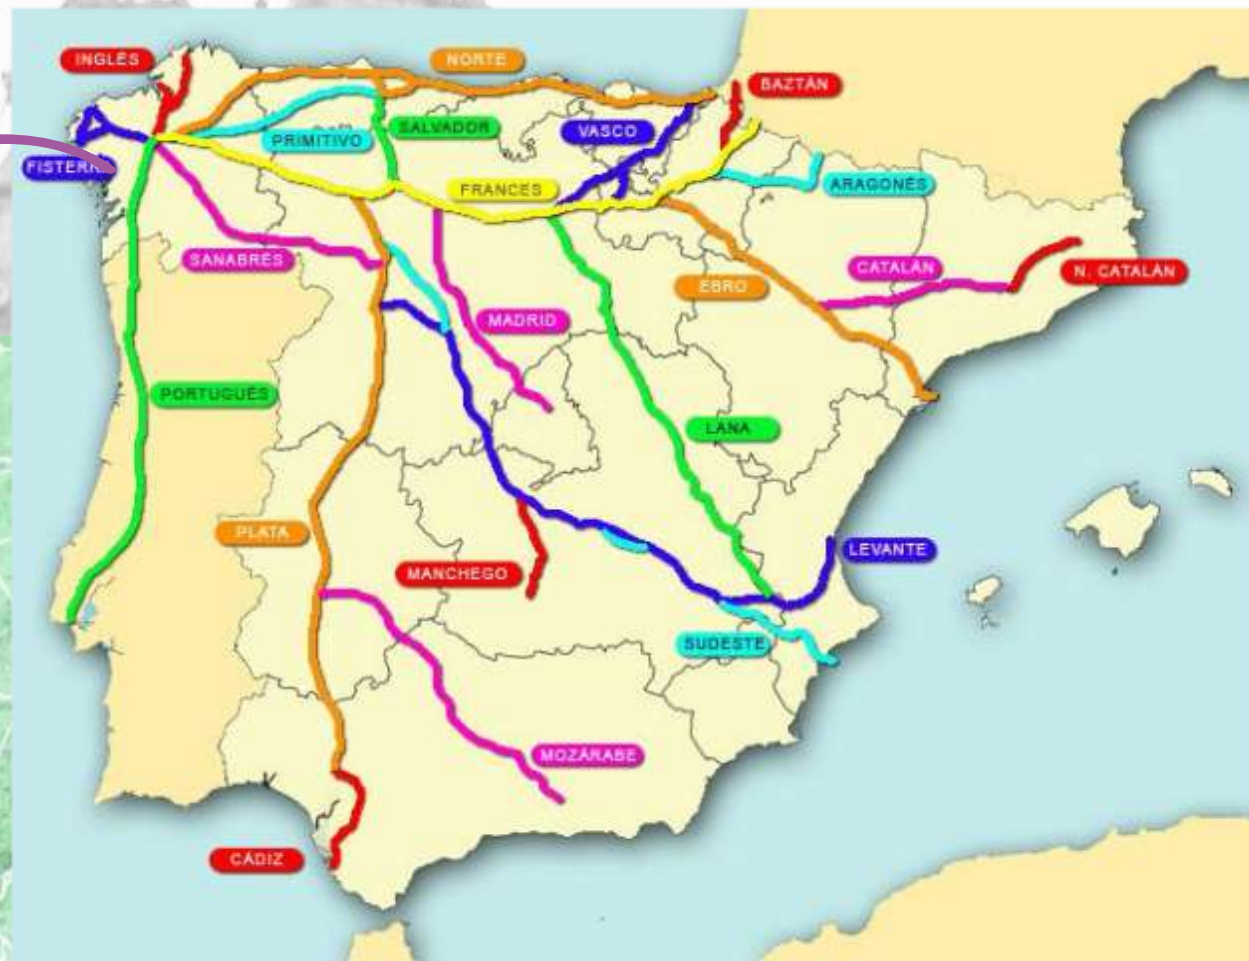 INGLÉS
NORTE
BAZTÁN
PRIMITIVO
SALVADOR
VASCO
FISTERRA
FRANCÉS
ARAGONÉS
SANABRÉS
CATALÁN
N. CATALÁN
EBRO
MADRID
PORTUGUÉS
LANA
PLATA
LEVANTE
MANCHEGO
SUDESTE
MOZÁRABE
CÁDIZ